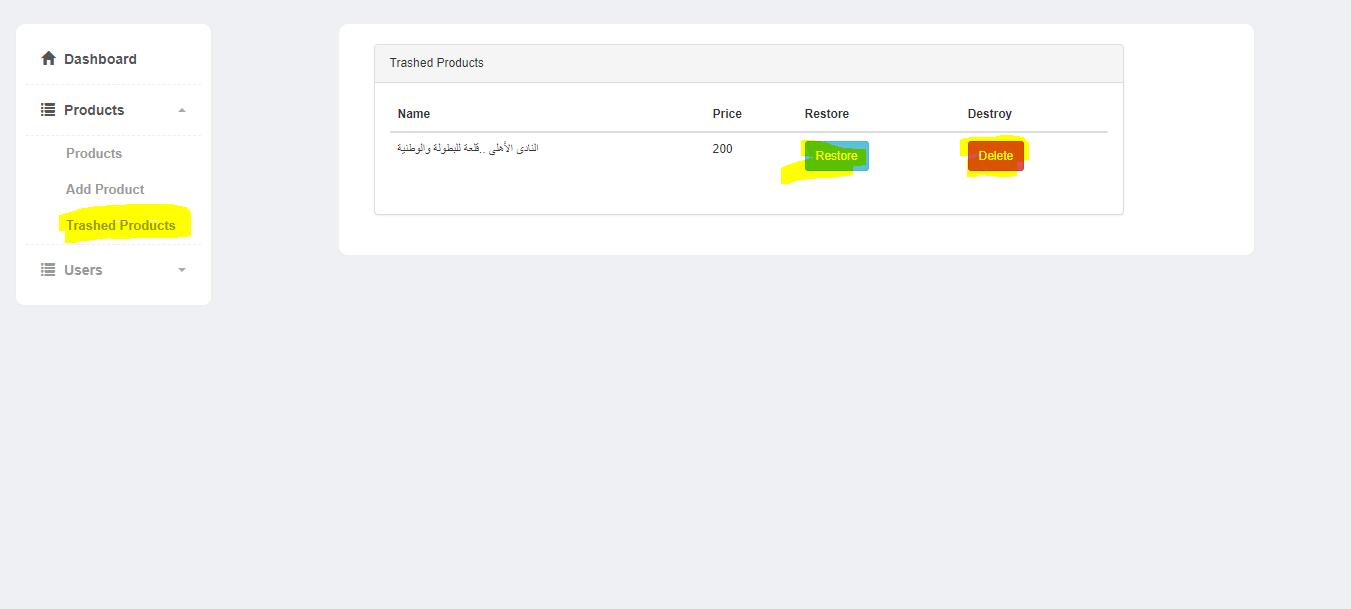 Dashboard
Products
Products
Add Product
Trashed Products
Users
Trashed Products
Name Price Restore Destroy
النادى الأهلى ..قلعة للبطولة والوطنية 200 Restore Delete